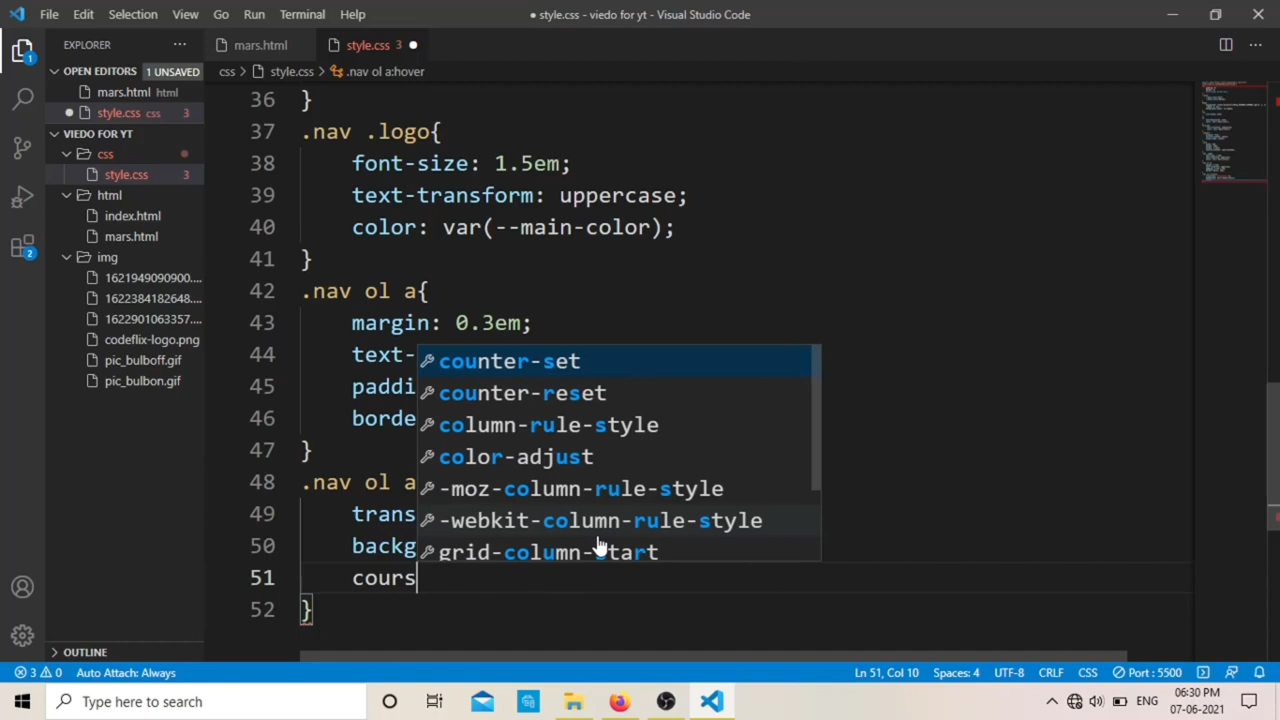 File Edit Selection View Go Run Terminal Help
● style.css - viedo for yt - Visual Studio Code
EXPLORER ···
mars.html
style.css 3 ●
OPEN EDITORS 1 UNSAVED
css > style.css > .nav ol a:hover
mars.html html
style.css css 3
VIEDO FOR YT
css
style.css 3
html
index.html
mars.html
img
1621949090900....
1622384182648....
1622901063357....
codeflix-logo.png
pic_bulboff.gif
pic_bulbon.gif
OUTLINE
1
2
36 }
37 .nav .logo{
38 font-size: 1.5em;
39 text-transform: uppercase;
40 color: var(--main-color);
41 }
42 .nav ol a{
43 margin: 0.3em;
44 text-
45 paddi
46 borde
47 }
48 .nav ol a
49 trans
50 backg
51 cours
52 }
counter-set
counter-reset
column-rule-style
color-adjust
-moz-column-rule-style
-webkit-column-rule-style
grid-column-start
3 0 Auto Attach: Always
Ln 51, Col 10 Spaces: 4 UTF-8 CRLF CSS Port : 5500
Type here to search
ENG
06:30 PM
07-06-2021